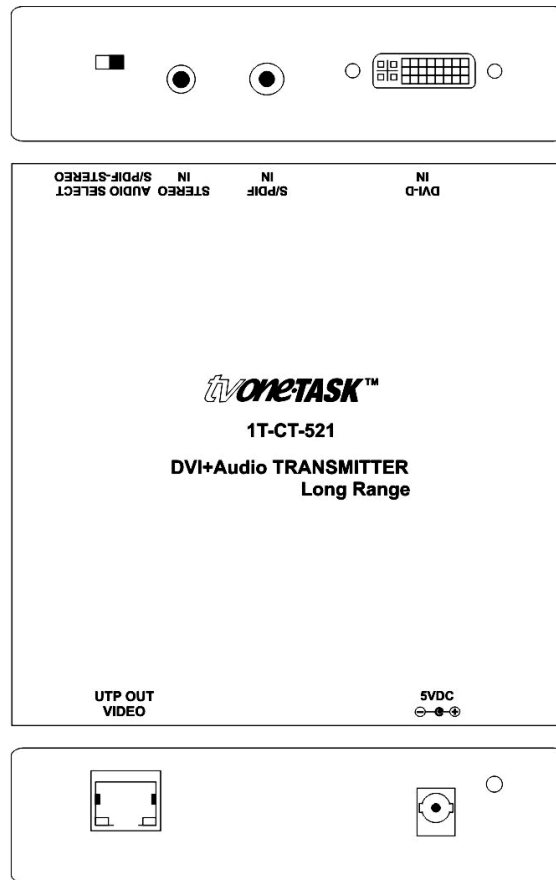 AUDIO SELECT
S/PDIF-STEREO
STEREO
IN
S/PDIF
IN
DVI-D
IN
tvone·TASK™
1T-CT-521
DVI+Audio TRANSMITTER
Long Range
UTP OUT
VIDEO
5VDC